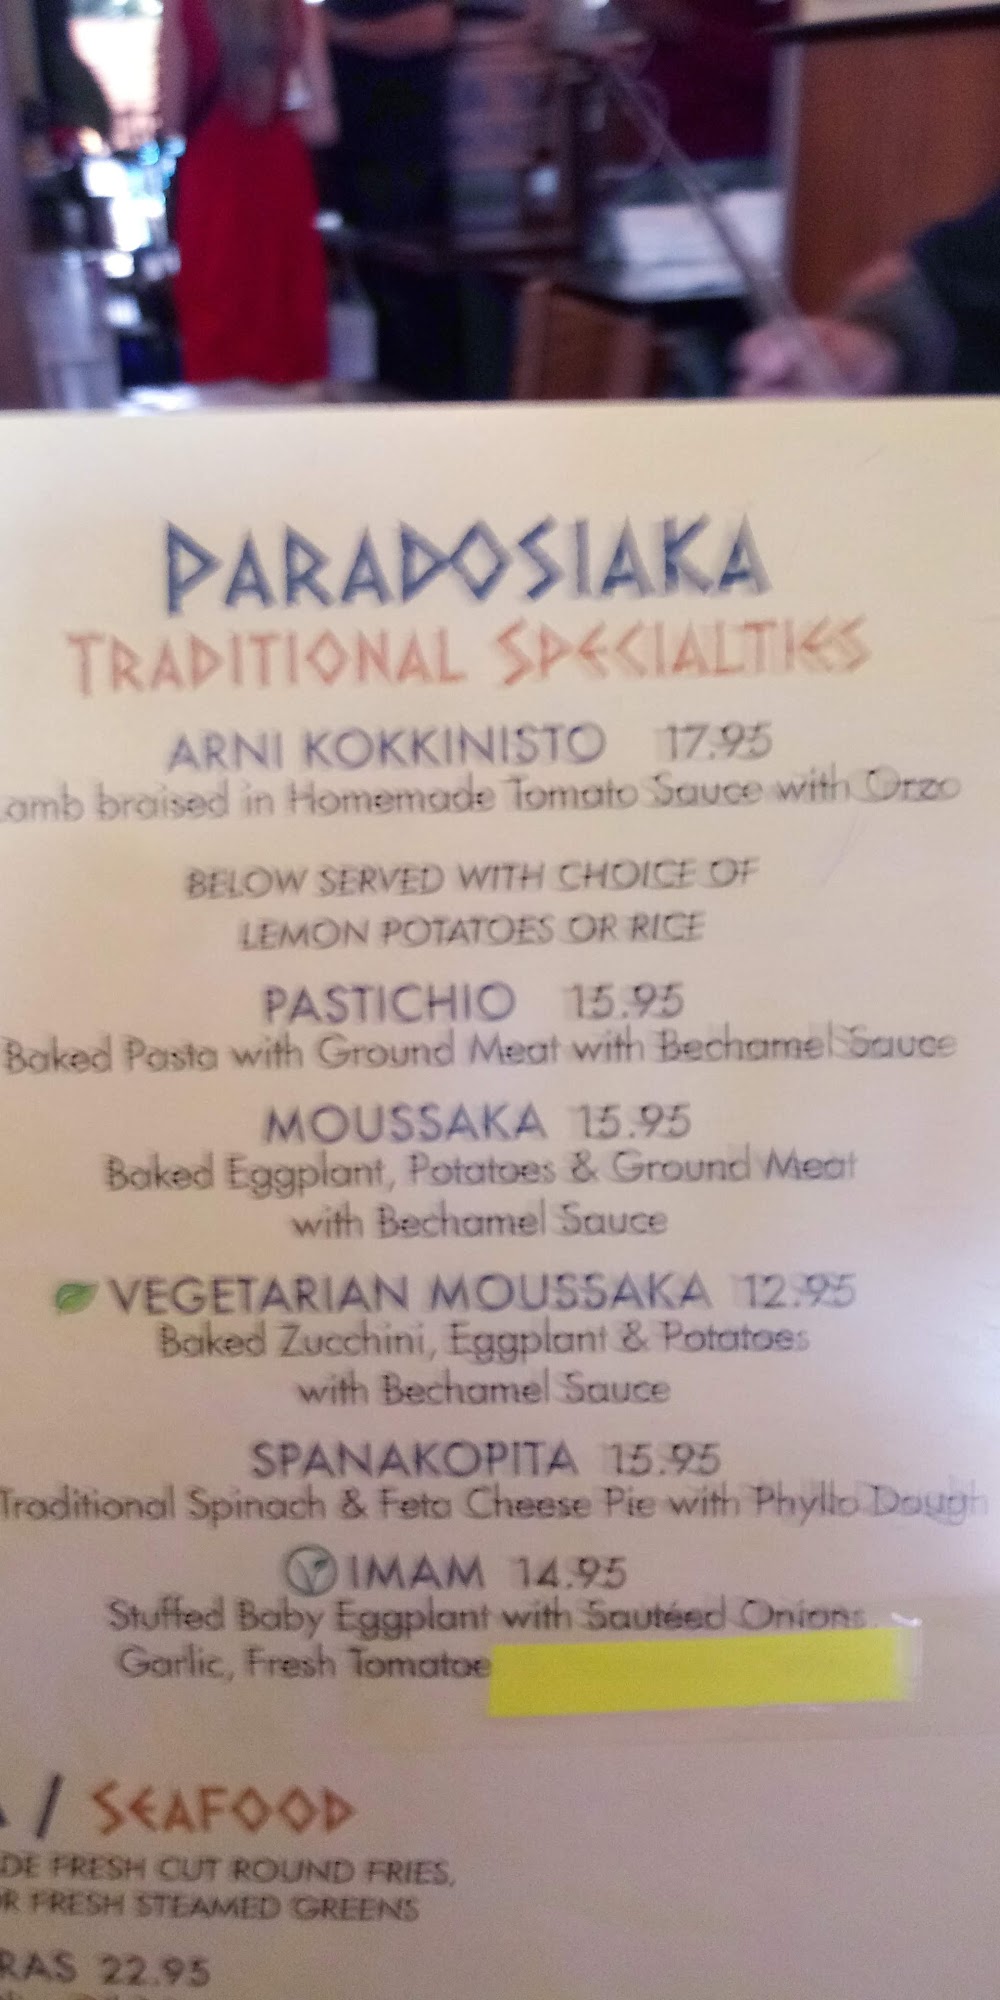 PARADOSIAKA
TRADITIONAL SPECIALTIES
ARNI KOKKINISTO 17.95
Lamb braised in Homemade Tomato Sauce with Orzo
BELOW SERVED WITH CHOICE OF
LEMON POTATOES OR RICE
PASTICHIO 15.95
Baked Pasta with Ground Meat with Bechamel Sauce
MOUSSAKA 15.95
Baked Eggplant, Potatoes & Ground Meat
with Bechamel Sauce
VEGETARIAN MOUSSAKA 12.95
Baked Zucchini, Eggplant & Potatoes
with Bechamel Sauce
SPANAKOPITA 15.95
Traditional Spinach & Feta Cheese Pie with Phyllo Dough
IMAM 14.95
Stuffed Baby Eggplant with Sautéed Onions,
Garlic, Fresh Tomatoe
/ SEAFOOD
DE FRESH CUT ROUND FRIES,
OR FRESH STEAMED GREENS
RAS 22.95